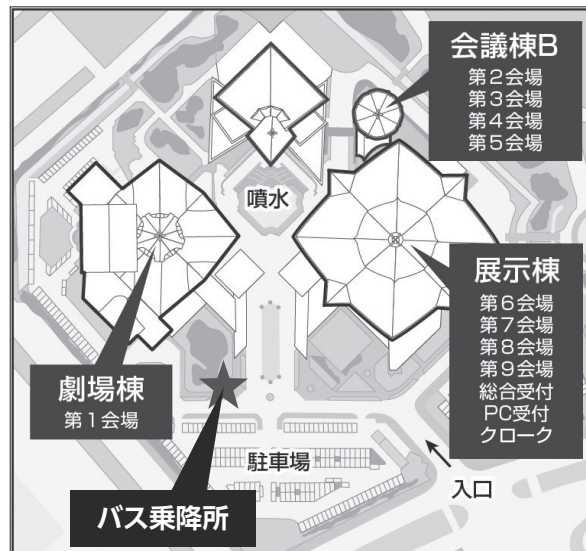 会議棟B
第２会場
第３会場
第４会場
第５会場
噴水
展示棟
第６会場
第７会場
第８会場
第９会場
総合受付
PC受付
クローク
劇場棟
第１会場
駐車場
入口
バス乗降所